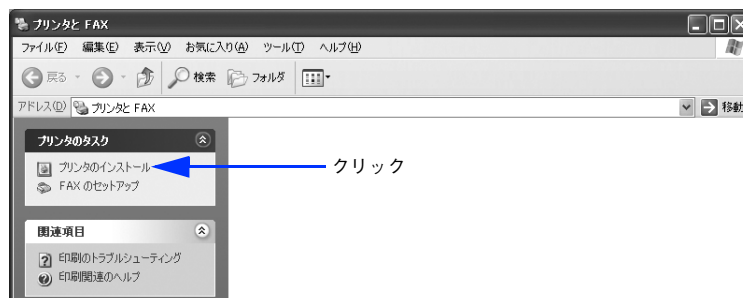 プリンタと FAX
ファイル(F) 編集(E) 表示(V) お気に入り(A) ツール(T) ヘルプ(H)
戻る 検索 フォルダ
アドレス(D) プリンタと FAX 移動
プリンタのタスク
プリンタのインストール クリック
FAX のセットアップ
関連項目
印刷のトラブルシューティング
印刷関連のヘルプ